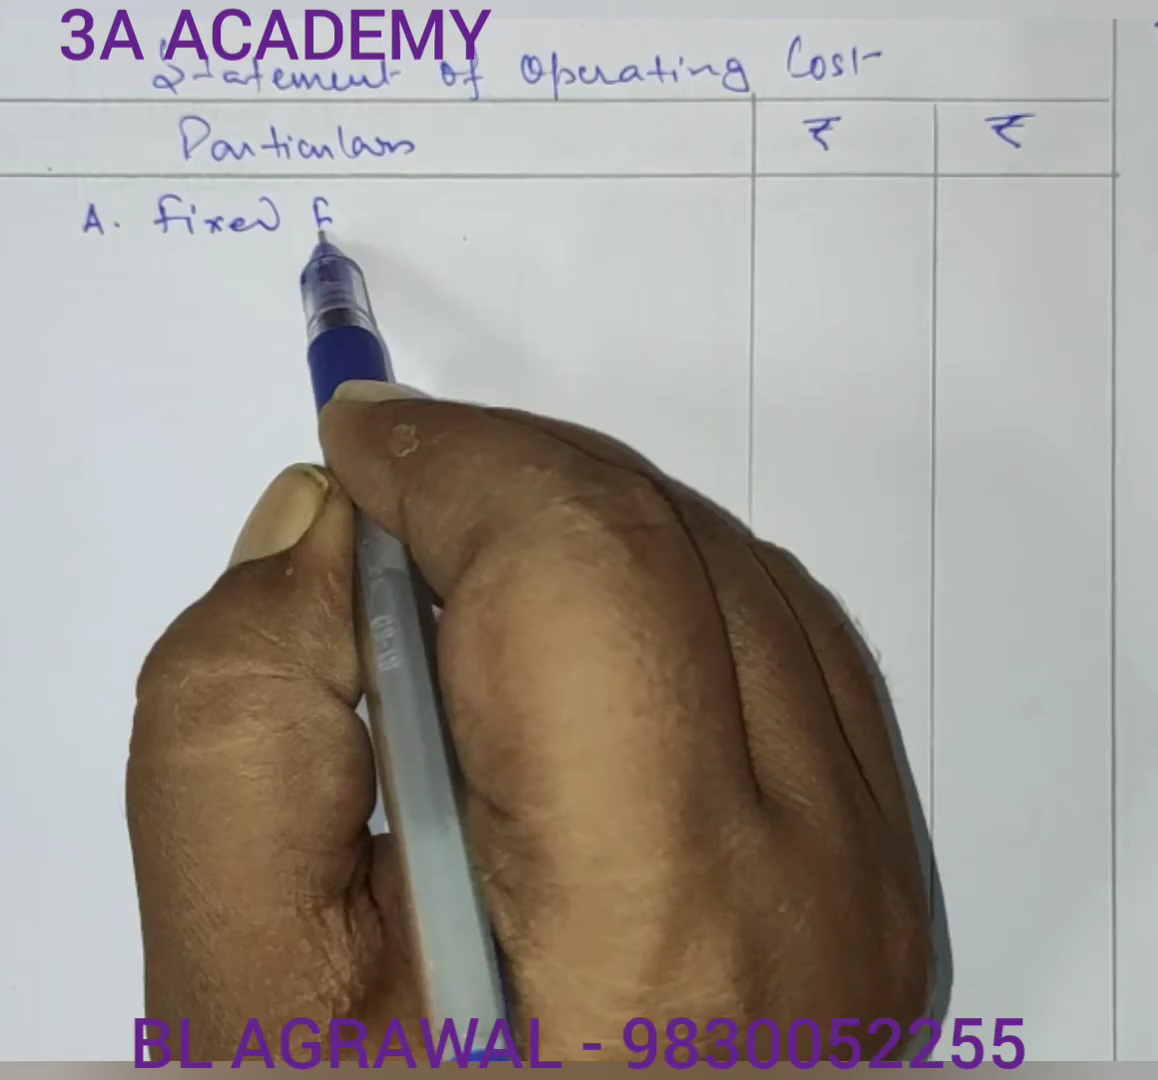 3A ACADEMY
Statement of Operating Cost
Particulars ₹ ₹
A. Fixed
BL AGRAWAL - 9830052255